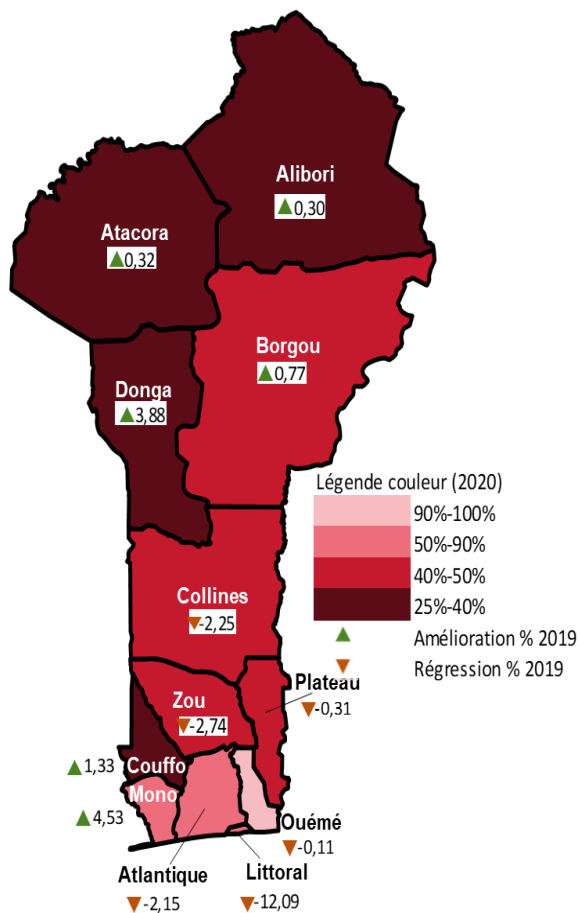 Alibori
0,30
Atacora
0,32
Borgou
0,77
Donga
3,88
Légende couleur (2020)
90%-100%
50%-90%
40%-50%
25%-40%
Amélioration % 2019
Régression % 2019
Collines
-2,25
Plateau
-0,31
Zou
-2,74
Couffo
1,33
Mono
4,53
Ouémé
-0,11
Atlantique
-2,15
Littoral
-12,09